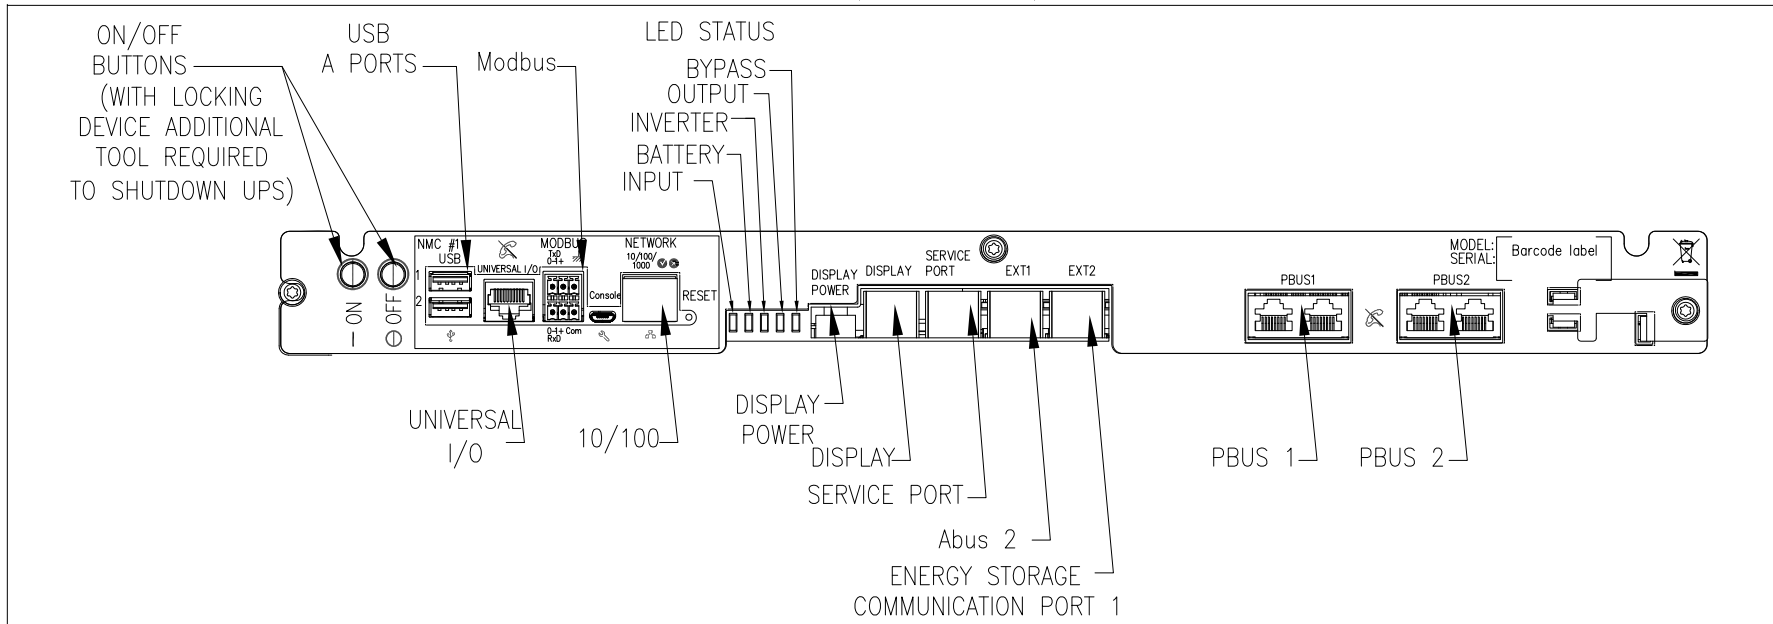 ON/OFF
BUTTONS
(WITH LOCKING
DEVICE ADDITIONAL
TOOL REQUIRED
TO SHUTDOWN UPS)
USB
A PORTS
Modbus
LED STATUS
BYPASS
OUTPUT
INVERTER
BATTERY
INPUT
ON
OFF
NMC #1
USB
1
2
UNIVERSAL I/O
MODBUS
TxD
0-1+
0-1+ Com
RxD
Console
NETWORK
10/100/
1000
RESET
DISPLAY
POWER
DISPLAY
SERVICE
PORT
EXT1
EXT2
PBUS1
PBUS2
MODEL:
SERIAL:
Barcode label
UNIVERSAL
I/O
10/100
DISPLAY
POWER
DISPLAY
SERVICE PORT
Abus 2
ENERGY STORAGE
COMMUNICATION PORT 1
PBUS 1
PBUS 2